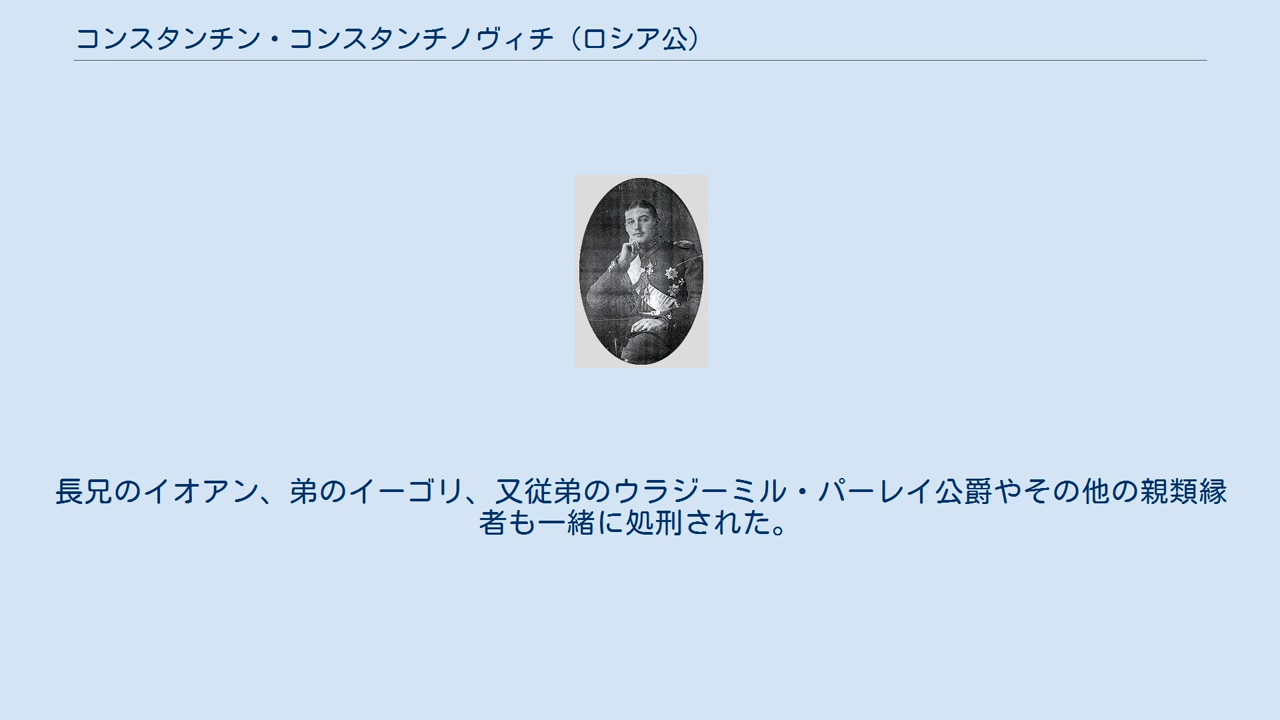 コンスタンチン・コンスタンチノヴィチ（ロシア公）
長兄のイオアン、弟のイーゴリ、又従弟のウラジーミル・パーレイ公爵やその他の親類縁
者も一緒に処刑された。